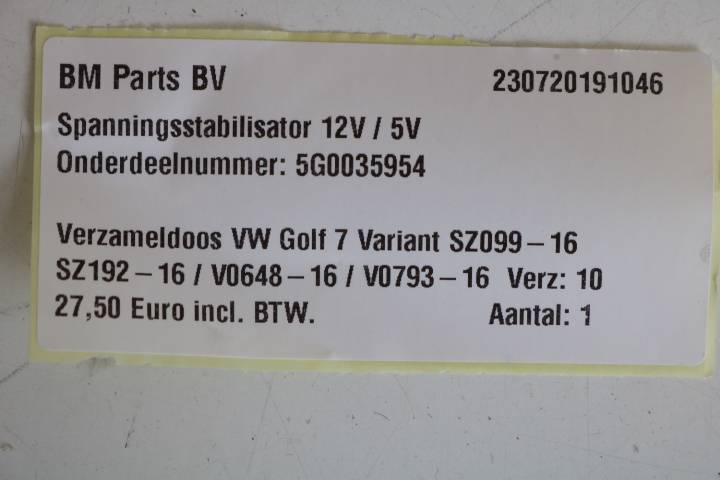 BM Parts BV 230720191046
Spanningsstabilisator 12V / 5V
Onderdeelnummer: 5G0035954
Verzameldoos VW Golf 7 Variant SZ099-16
SZ192-16 / V0648-16 / V0793-16 Verz: 10
27,50 Euro incl. BTW. Aantal: 1